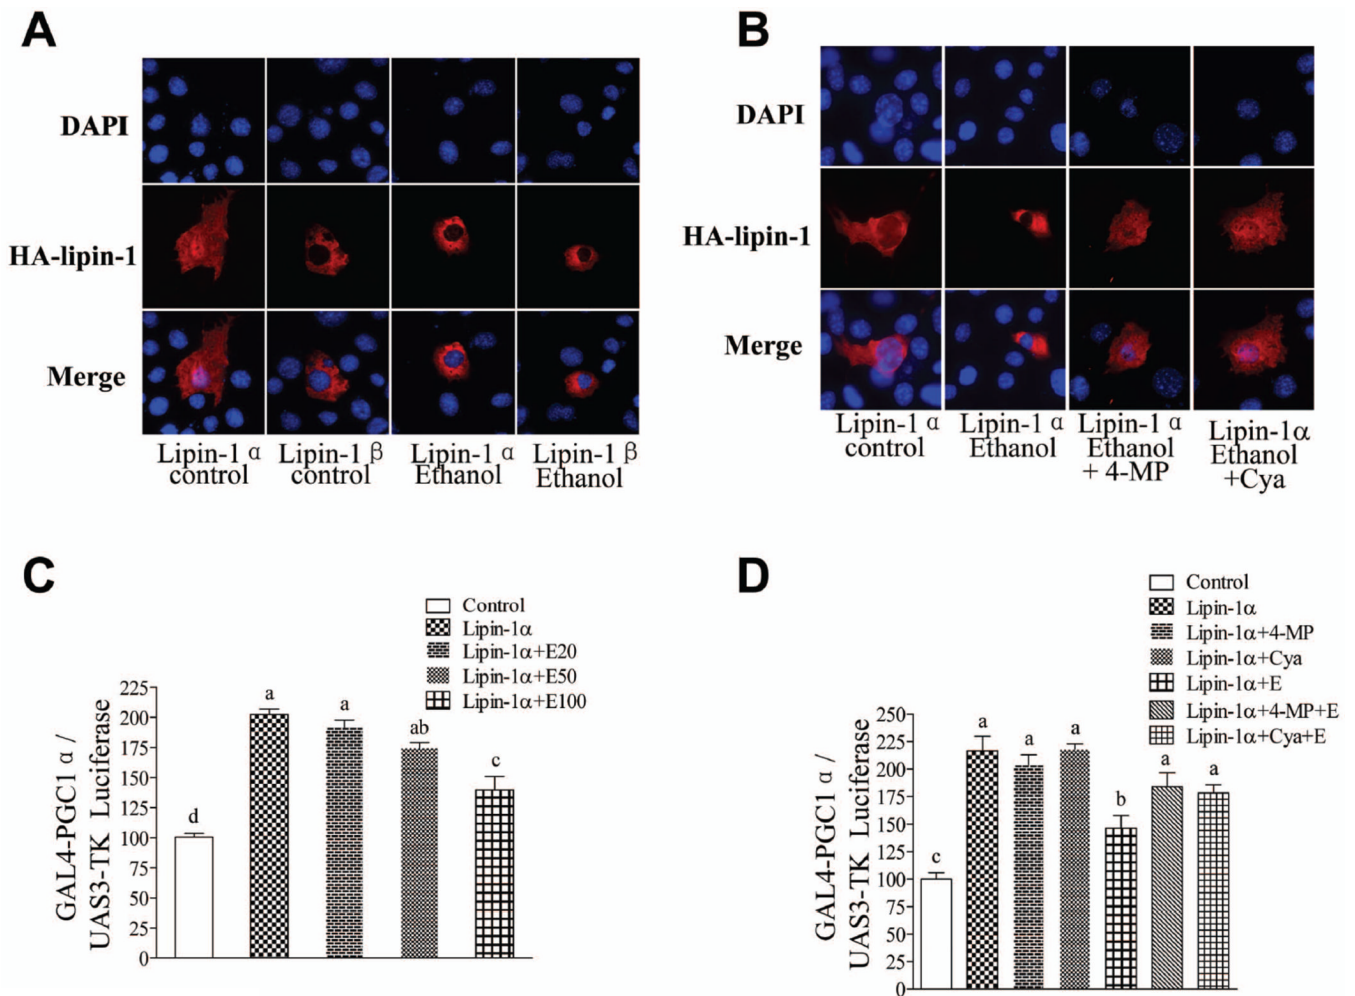 A
DAPI
HA-lipin-1
Merge
Lipin-1 α
control
Lipin-1 β
control
Lipin-1 α
Ethanol
Lipin-1 β
Ethanol
B
DAPI
HA-lipin-1
Merge
Lipin-1 α
control
Lipin-1 α
Ethanol
Lipin-1 α
Ethanol
+ 4-MP
Lipin-1α
Ethanol
+Cya
C
Control
Lipin-1α
Lipin-1α+E20
Lipin-1α+E50
Lipin-1α+E100
GAL4-PGC1 α /
UAS3-TK Luciferase
225
200
175
150
125
100
75
50
25
0
d
a
a
ab
c
D
Control
Lipin-1α
Lipin-1α+4-MP
Lipin-1α+Cya
Lipin-1α+E
Lipin-1α+4-MP+E
Lipin-1α+Cya+E
GAL4-PGC1 α /
UAS3-TK Luciferase
250
225
200
175
150
125
100
75
50
25
0
c
a
a
a
b
a
a